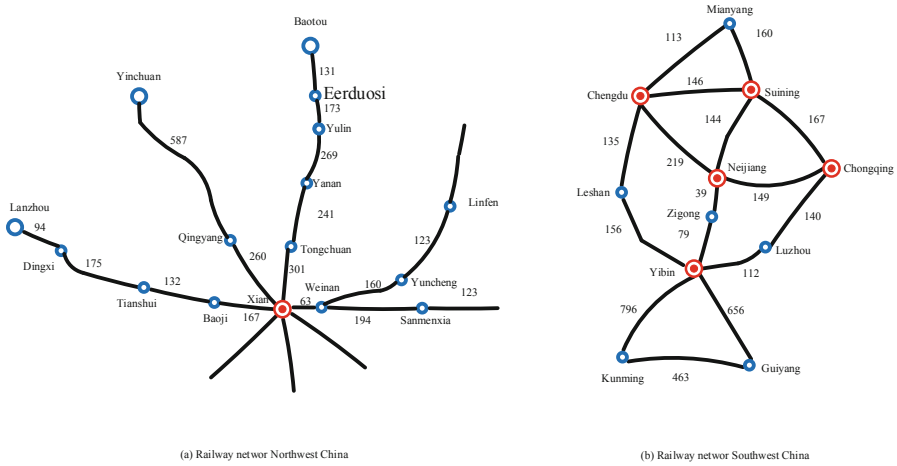 Baotou
131
Eerduosi
173
Yulin
269
Yanan
241
Tongchuan
301
Yinchuan
587
Qingyang
260
Lanzhou
94
Dingxi
175
Tianshui
132
Baoji
167
Xian
63
Weinan
160
Yuncheng
123
Linfen
194
Sanmenxia
123
(a) Railway networ Northwest China
Mianyang
113
160
Chengdu
146
Suining
144
167
135
219
Neijiang
Chongqing
149
39
Leshan
Zigong
140
156
79
Luzhou
Yibin
112
796
656
Kunming
463
Guiyang
(b) Railway networ Southwest China